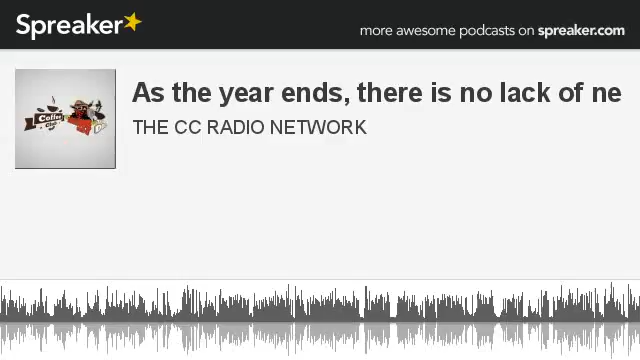 Spreaker
more awesome podcasts on spreaker.com
As the year ends, there is no lack of ne
THE CC RADIO NETWORK
Coffee